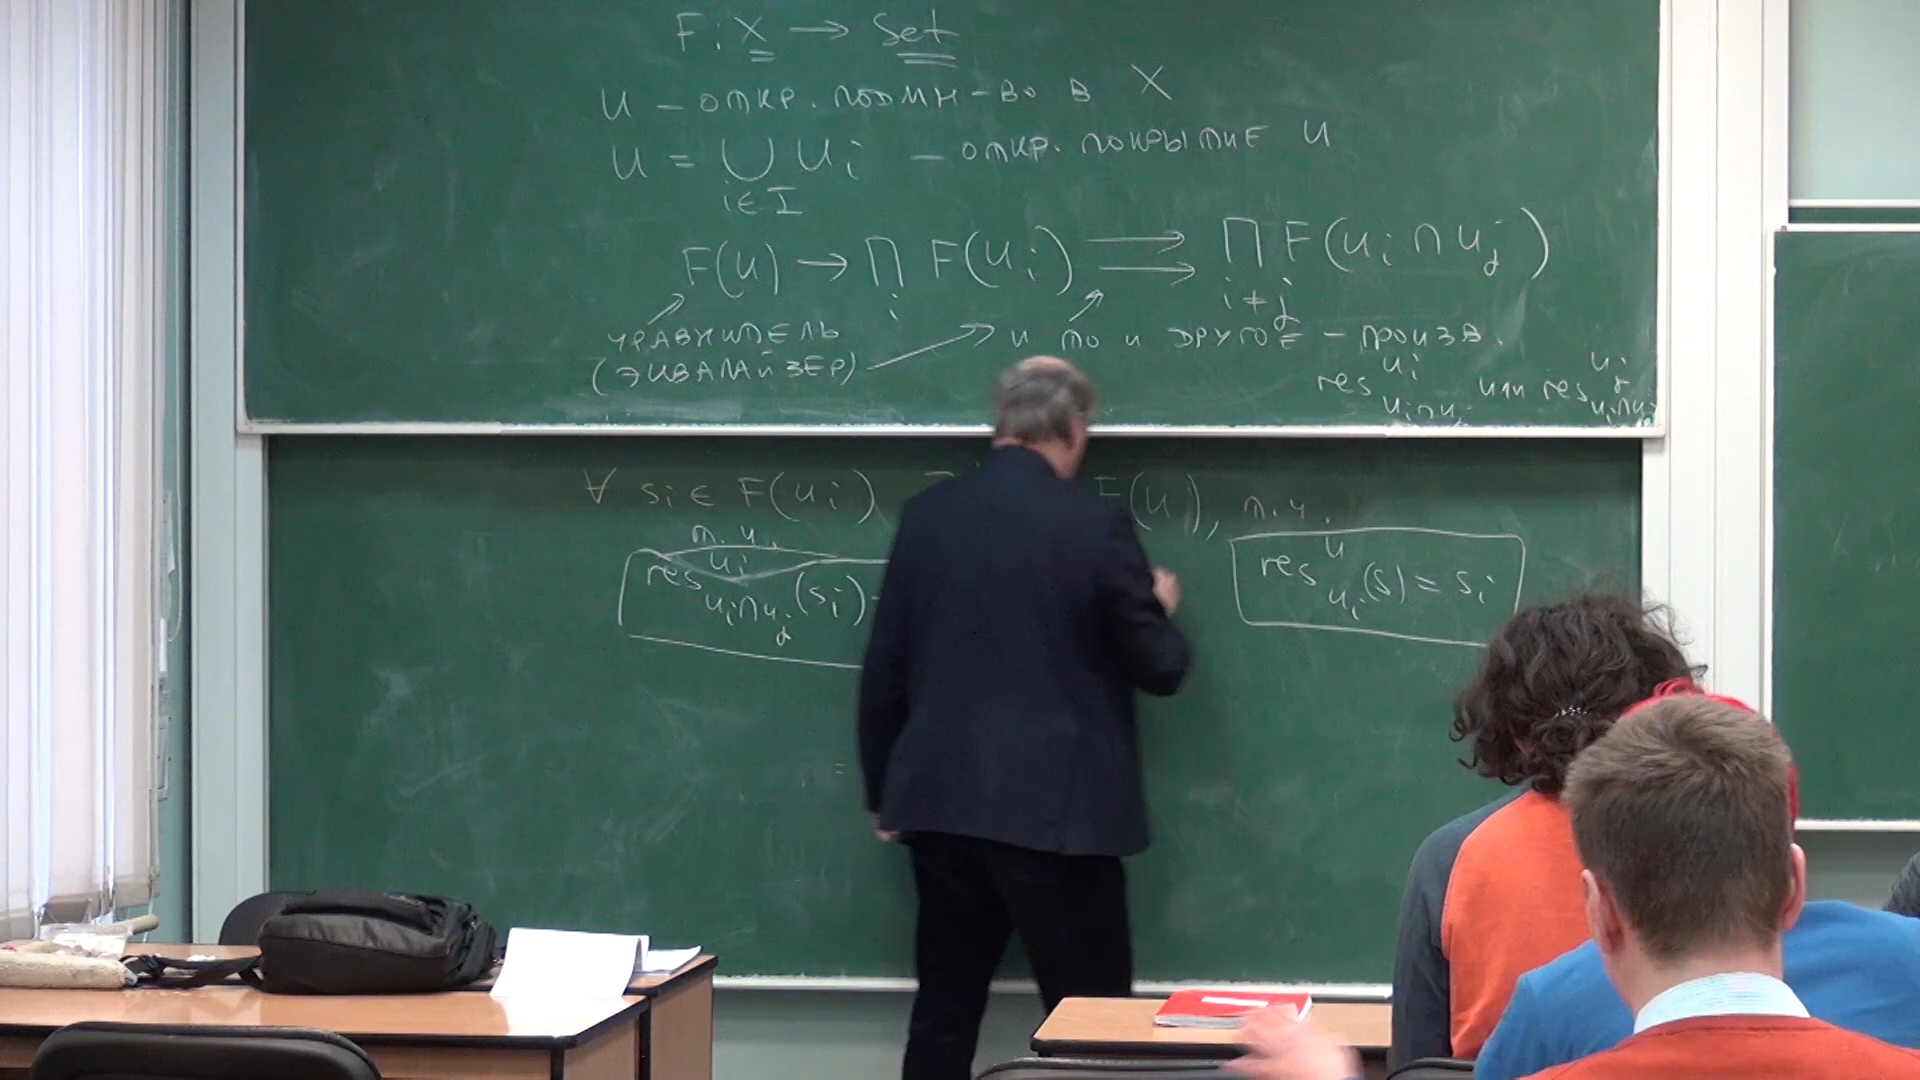 F : X → Set
U – откр. подмн-во в X
U = ⋃ Uᵢ – откр. покрытие U
i ∈ I
F(U) → ∏ F(Uᵢ) ⇉ ∏ F(Uᵢ ∩ Uⱼ)
i i ≠ j
уравнитель
(эквалайзер) и то и другое – произв.
res^{Uᵢ}_{Uᵢ∩Uⱼ} или res^{Uⱼ}_{Uᵢ∩Uⱼ}
∀ sᵢ ∈ F(Uᵢ) F(U), т.ч.
т.ч.
res^{Uᵢ}_{Uᵢ∩Uⱼ}(sᵢ) res^{U}_{Uᵢ}(s) = sᵢ
=